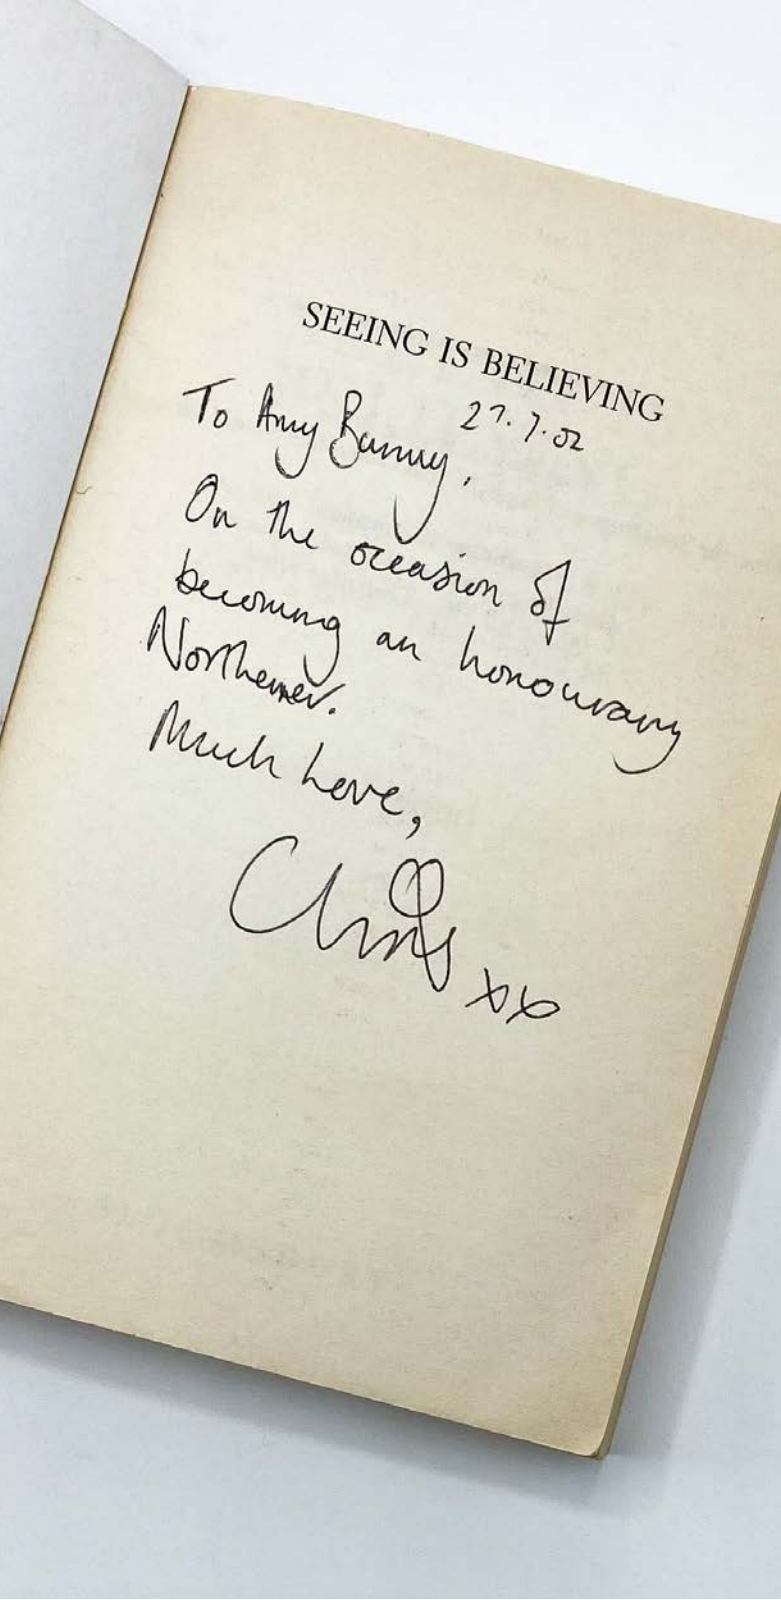 SEEING IS BELIEVING
27.7.02
To Amy Bunny,
On the occasion of
becoming an honourary
Northerner.
Much Love,
Chris xx